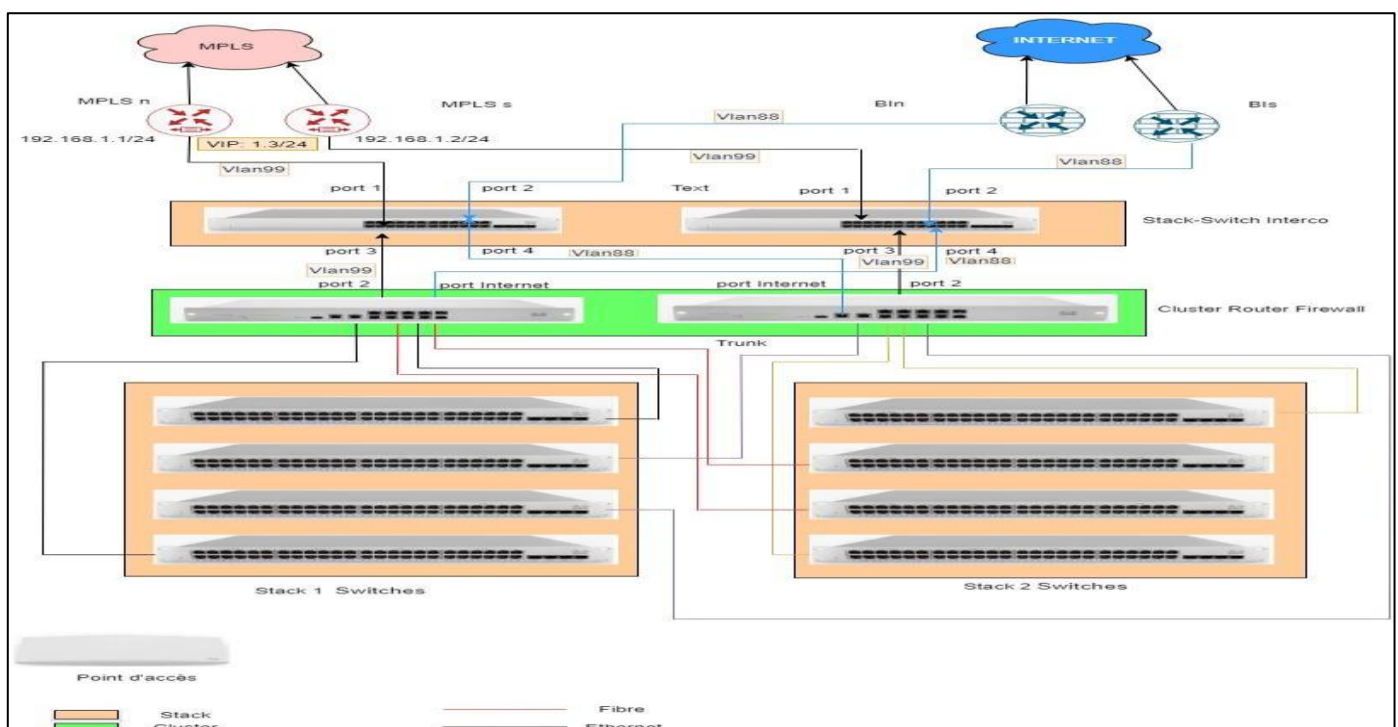 MPLS
INTERNET
MPLS n
MPLS s
BIn
BIs
Vlan88
192.168.1.1/24
VIP: 1.3/24
192.168.1.2/24
Vlan99
Vlan99
Vlan88
port 1
port 2
Text
port 1
port 2
Stack-Switch Interco
port 3
port 4
Vlan88
port 3
port 4
Vlan99
Vlan99
Vlan88
port 2
port Internet
port Internet
port 2
Cluster Router Firewall
Trunk
Stack 1 Switches
Stack 2 Switches
Point d'accès
Stack
Fibre
Cluster
Ethernet